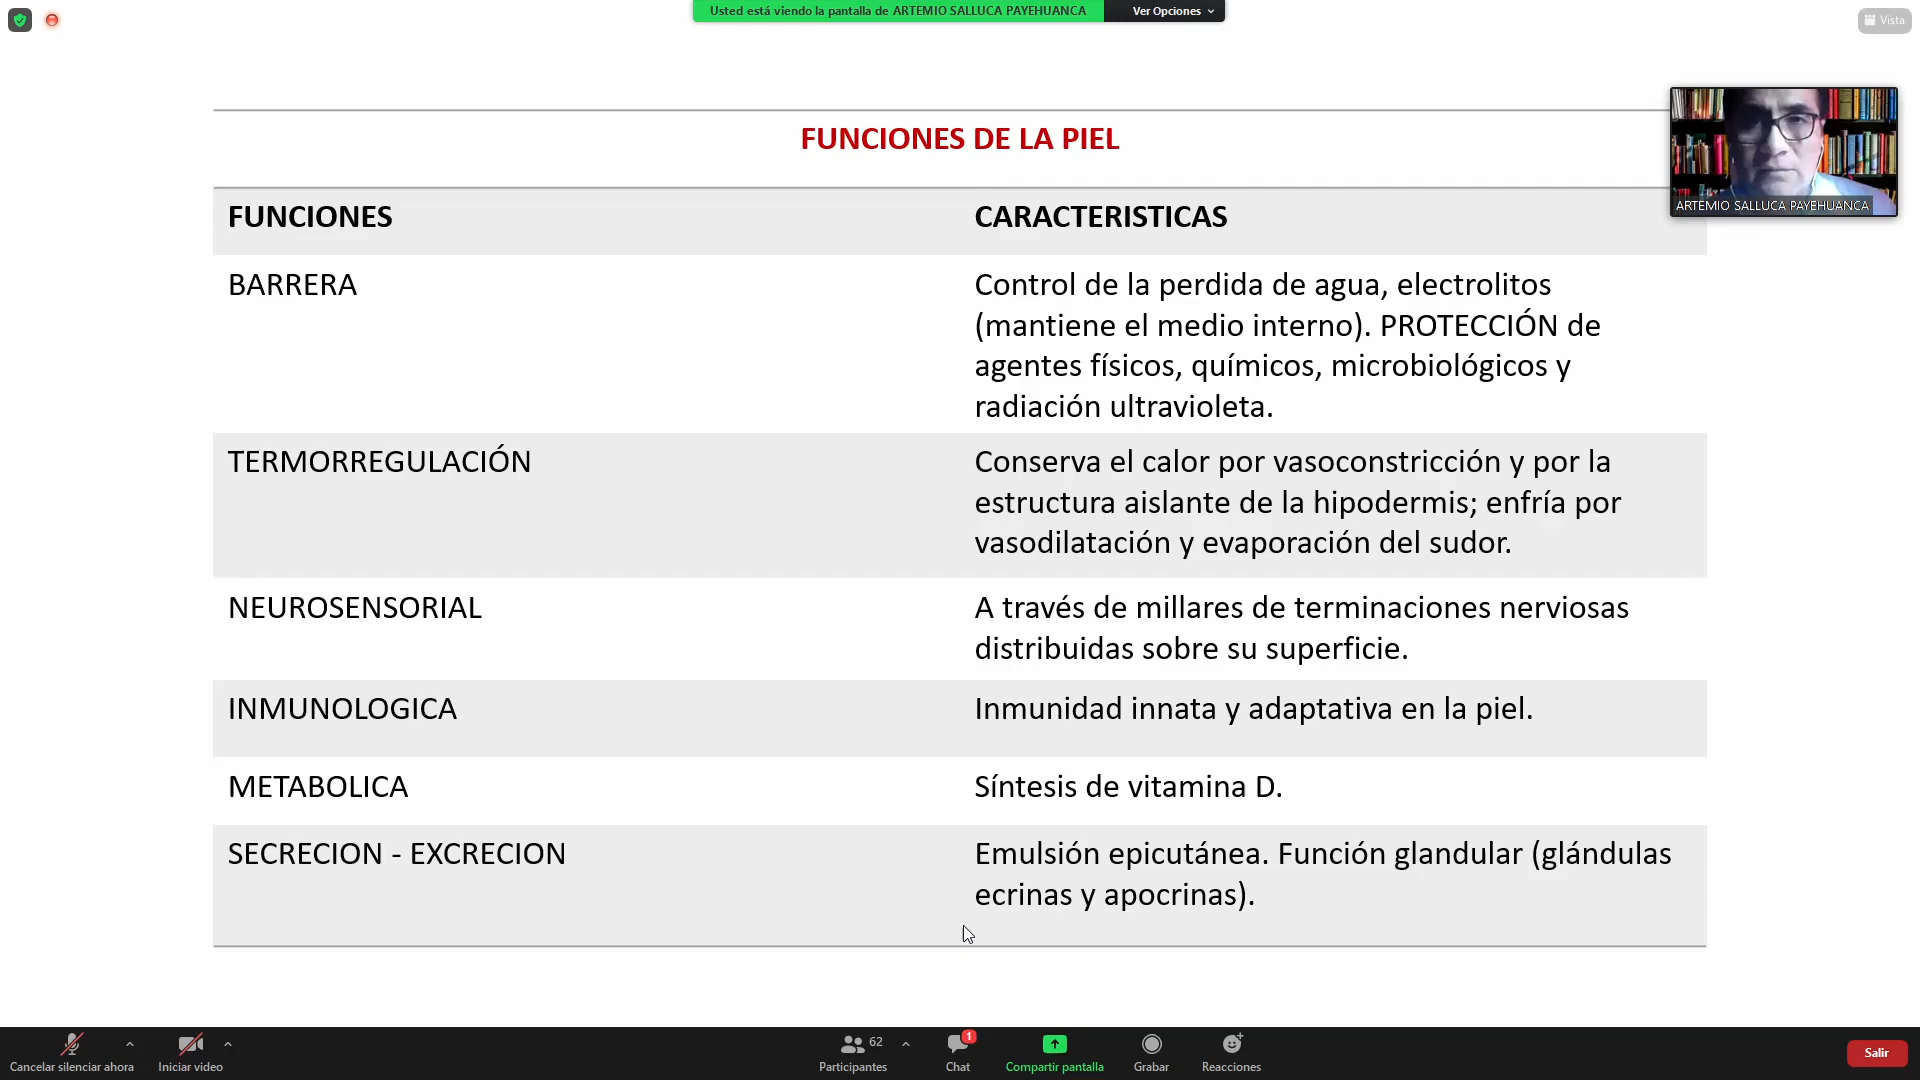 Usted está viendo la pantalla de ARTEMIO SALLUCA PAYEHUANCA
Ver Opciones
Vista
FUNCIONES DE LA PIEL
ARTEMIO SALLUCA PAYEHUANCA
FUNCIONES
CARACTERISTICAS
BARRERA
Control de la perdida de agua, electrolitos
(mantiene el medio interno). PROTECCIÓN de
agentes físicos, químicos, microbiológicos y
radiación ultravioleta.
TERMORREGULACIÓN
Conserva el calor por vasoconstricción y por la
estructura aislante de la hipodermis; enfría por
vasodilatación y evaporación del sudor.
NEUROSENSORIAL
A través de millares de terminaciones nerviosas
distribuidas sobre su superficie.
INMUNOLOGICA
Inmunidad innata y adaptativa en la piel.
METABOLICA
Síntesis de vitamina D.
SECRECION - EXCRECION
Emulsión epicutánea. Función glandular (glándulas
ecrinas y apocrinas).
Cancelar silenciar ahora
Iniciar video
62
Participantes
1
Chat
Compartir pantalla
Grabar
Reacciones
Salir